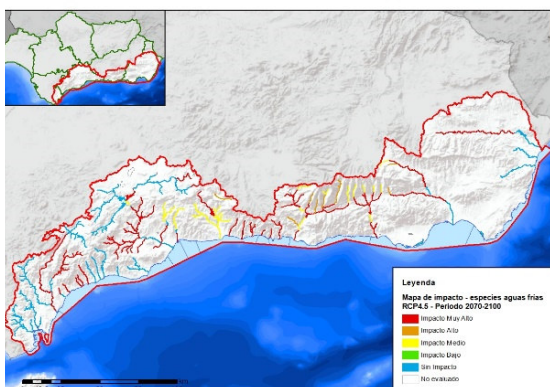 Leyenda
Mapa de impacto - especies aguas frías
RCP4.5 - Periodo 2070-2100
Impacto Muy Alto
Impacto Alto
Impacto Medio
Impacto Bajo
Sin Impacto
No evaluado